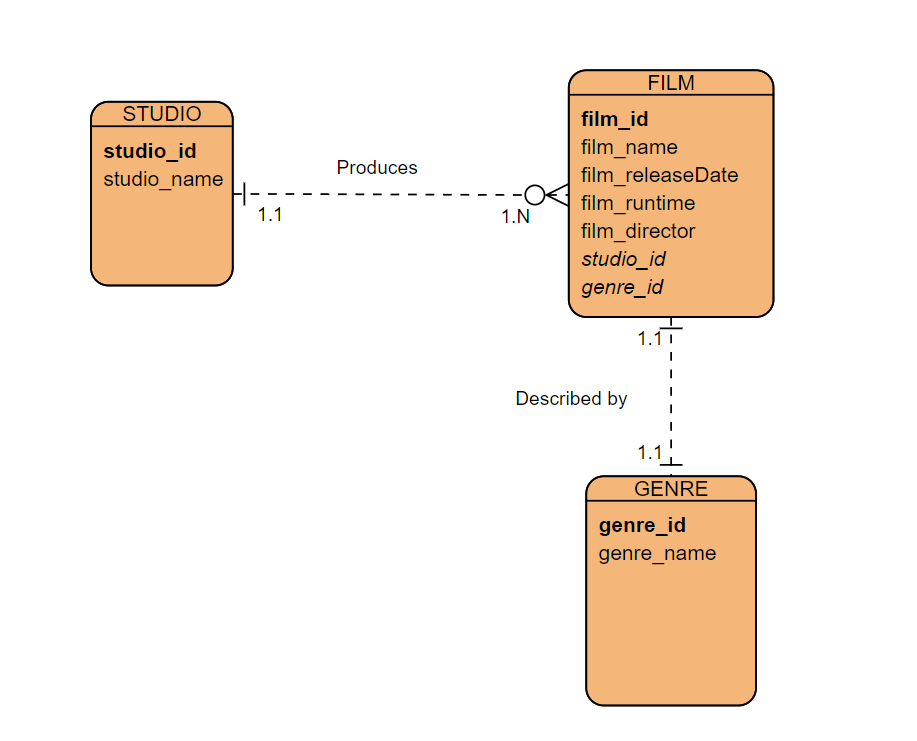 STUDIO
studio_id
studio_name
Produces
1.1
1.N
FILM
film_id
film_name
film_releaseDate
film_runtime
film_director
studio_id
genre_id
1.1
Described by
1.1
GENRE
genre_id
genre_name